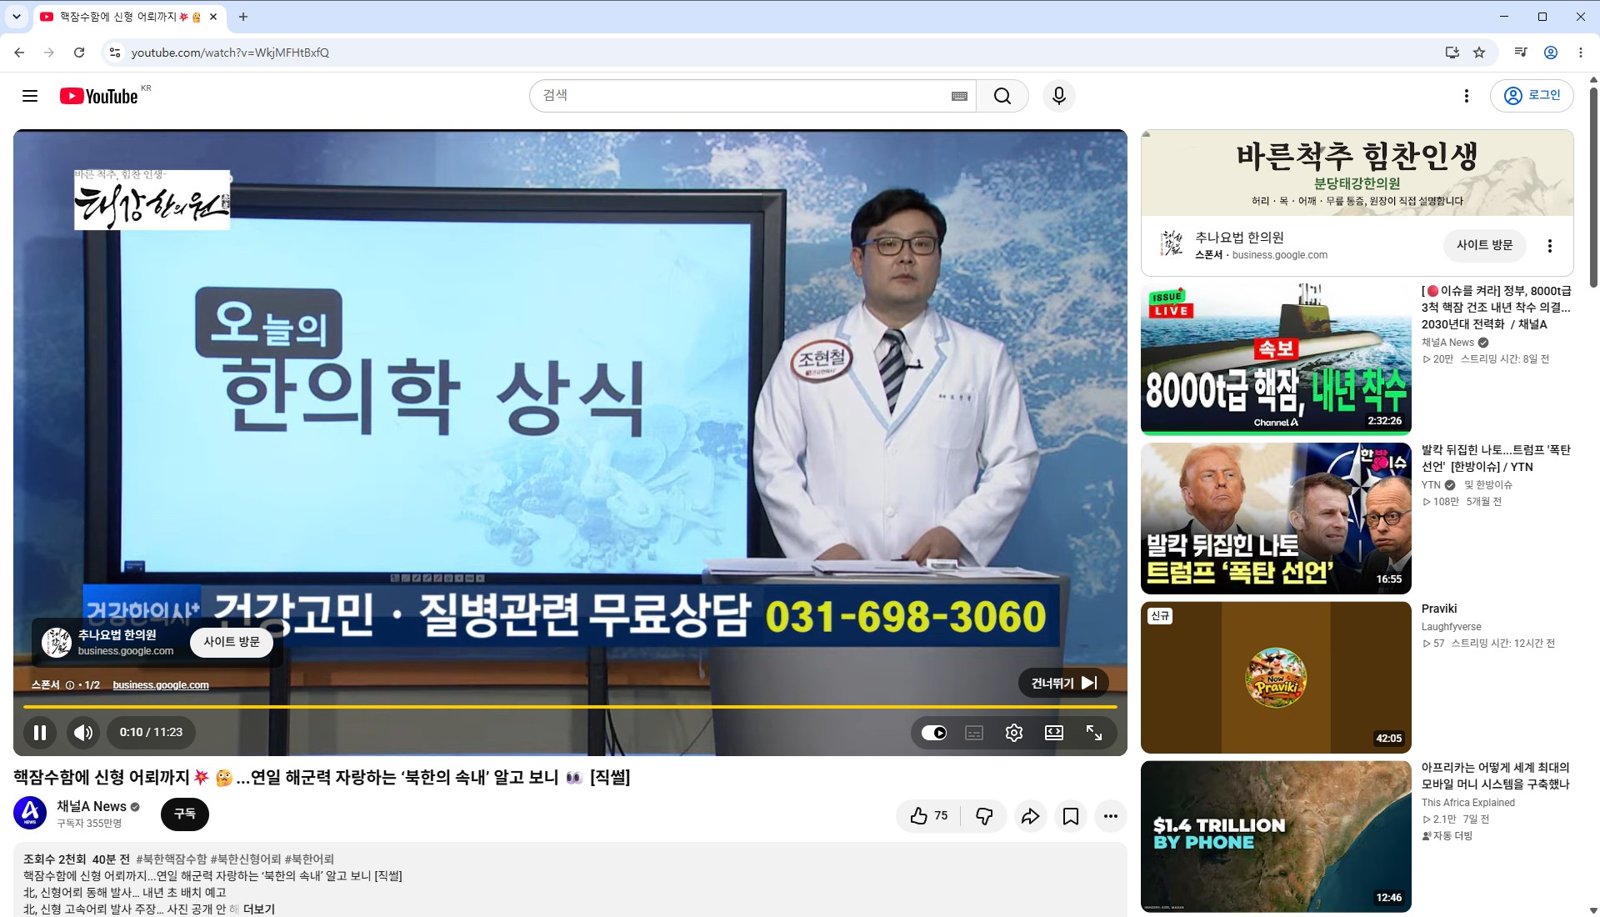 핵잠수함에 신형 어뢰까지💥🤔
youtube.com/watch?v=WkjMFHtBxfQ
YouTube KR
검색
로그인
바른 척추, 힘찬 인생
태강한의원
오늘의
한의학 상식
조현철
건강한의사+
건강고민 · 질병관련 무료상담 031-698-3060
추나요법 한의원
business.google.com
사이트 방문
스폰서 · 1/2 business.google.com
건너뛰기
0:10 / 11:23
핵잠수함에 신형 어뢰까지💥 🤔...연일 해군력 자랑하는 ‘북한의 속내’ 알고 보니 👀 [직썰]
채널A News
구독자 355만명
구독
75
조회수 2천회 40분 전 #북한핵잠수함 #북한신형어뢰 #북한어뢰
핵잠수함에 신형 어뢰까지...연일 해군력 자랑하는 ‘북한의 속내’ 알고 보니 [직썰]
北, 신형어뢰 동해 발사… 내년 초 배치 예고
北, 신형 고속어뢰 발사 주장… 사진 공개 안 해 더보기
바른척추 힘찬인생
분당태강한의원
허리 · 목 · 어깨 · 무릎 통증, 원장이 직접 설명합니다
추나요법 한의원
스폰서 · business.google.com
사이트 방문
ISSUE
LIVE
속보
8000t급 핵잠, 내년 착수
Channel A
2:32:26
[🔴이슈를 켜라] 정부, 8000t급
3척 핵잠 건조 내년 착수 의결...
2030년대 전력화 / 채널A
채널A News
20만 스트리밍 시간: 8일 전
한방이슈
발칵 뒤집힌 나토
트럼프 ‘폭탄 선언’
16:55
발칵 뒤집힌 나토...트럼프 '폭탄
선언' [한방이슈] / YTN
YTN 및 한방이슈
108만 5개월 전
신규
Now
Praviki
42:05
Praviki
Laughfyverse
57 스트리밍 시간: 12시간 전
$1.4 TRILLION
BY PHONE
12:46
아프리카는 어떻게 세계 최대의
모바일 머니 시스템을 구축했나
This Africa Explained
2.1만 7일 전
자동 더빙